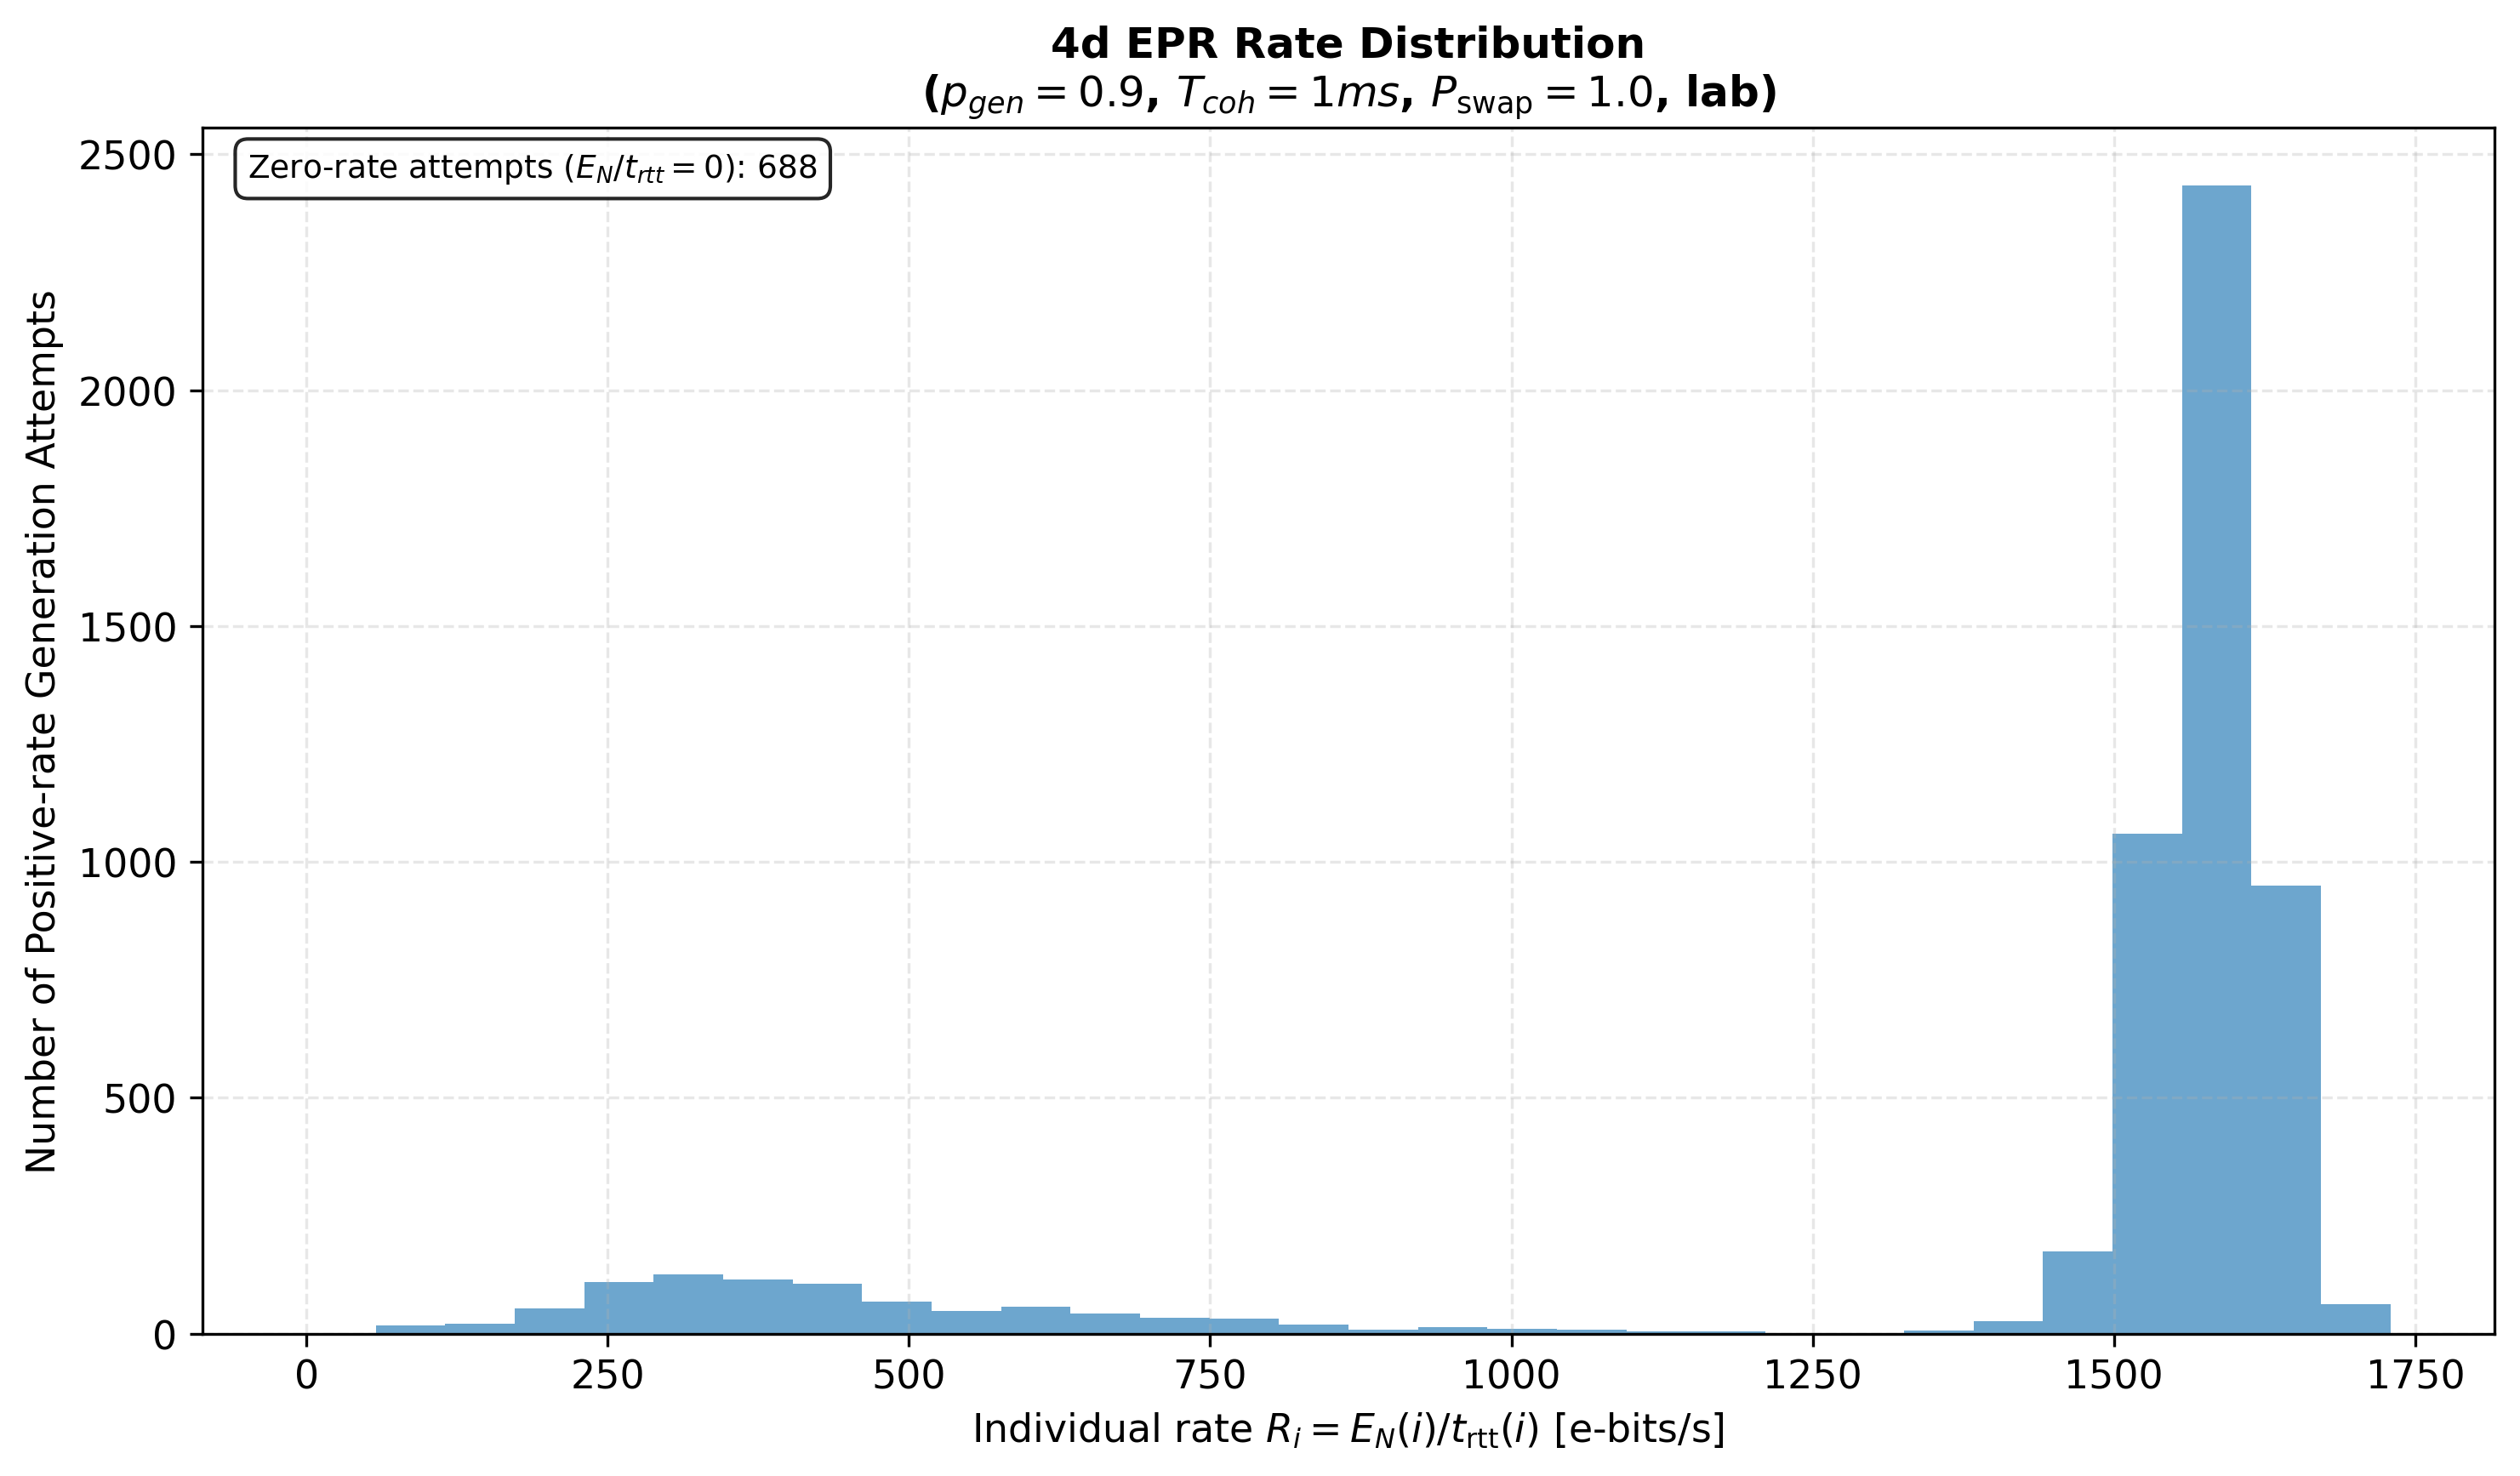 4d EPR Rate Distribution
(p_gen = 0.9, T_coh = 1ms, P_swap = 1.0, lab)
Zero-rate attempts (E_N/t_rtt = 0): 688
Number of Positive-rate Generation Attempts
2500
2000
1500
1000
500
0
0 250 500 750 1000 1250 1500 1750
Individual rate R_i = E_N(i)/t_rtt(i) [e-bits/s]